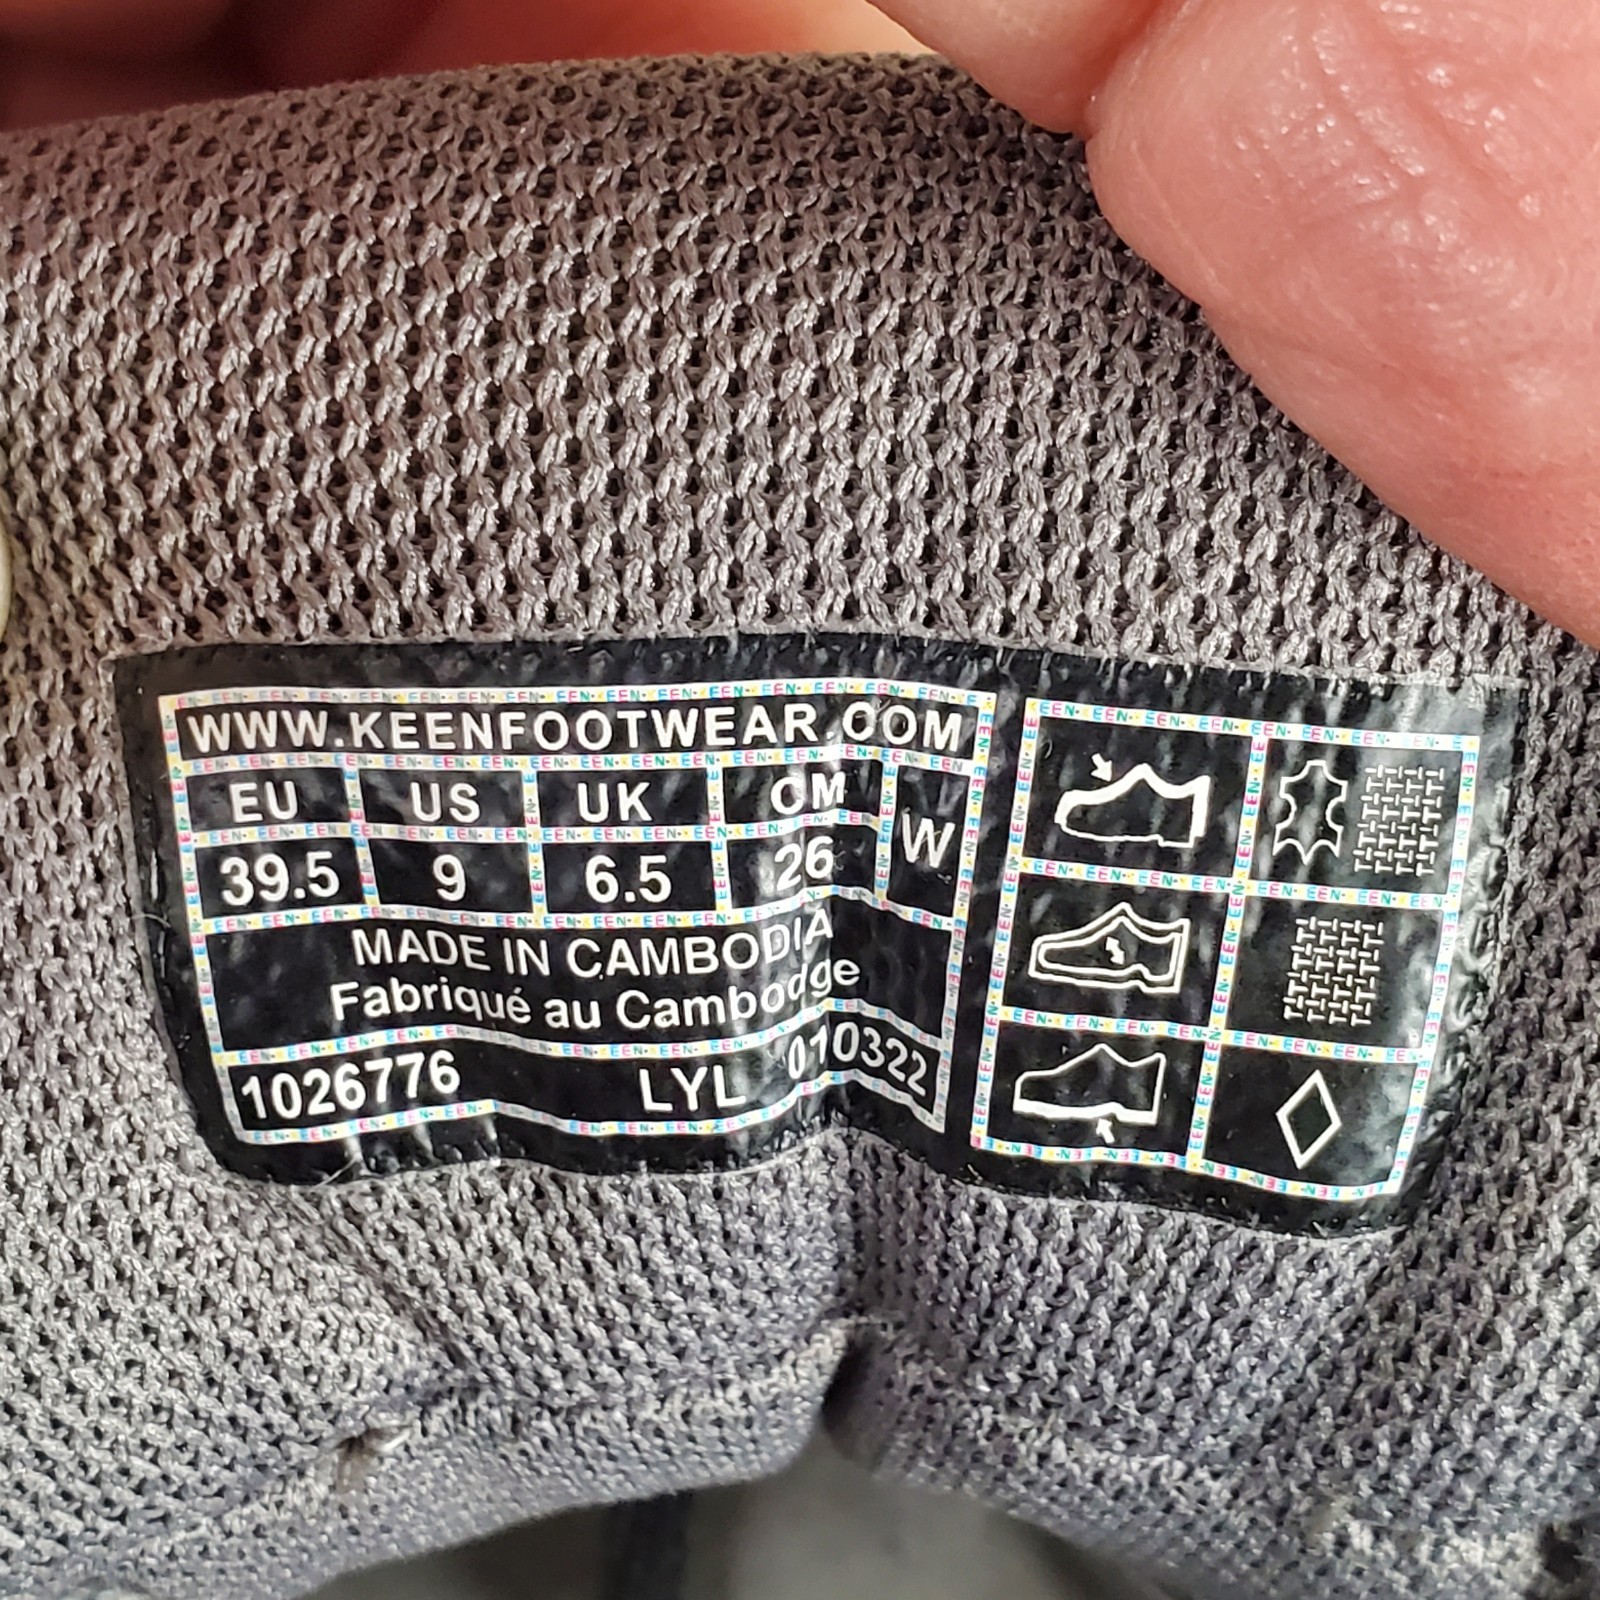 WWW.KEENFOOTWEAR.COM
EU US UK CM W
39.5 9 6.5 26
MADE IN CAMBODIA
Fabriqué au Cambodge
1026776 LYL 010322